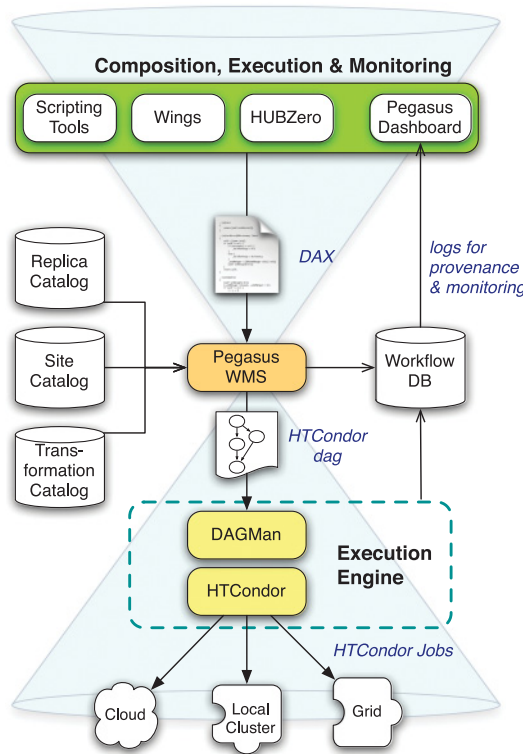 Composition, Execution & Monitoring
Scripting
Tools
Wings
HUBZero
Pegasus
Dashboard
DAX
logs for
provenance
& monitoring
Replica
Catalog
Site
Catalog
Trans-
formation
Catalog
Pegasus
WMS
Workflow
DB
HTCondor
dag
DAGMan
HTCondor
Execution
Engine
HTCondor Jobs
Cloud
Local
Cluster
Grid